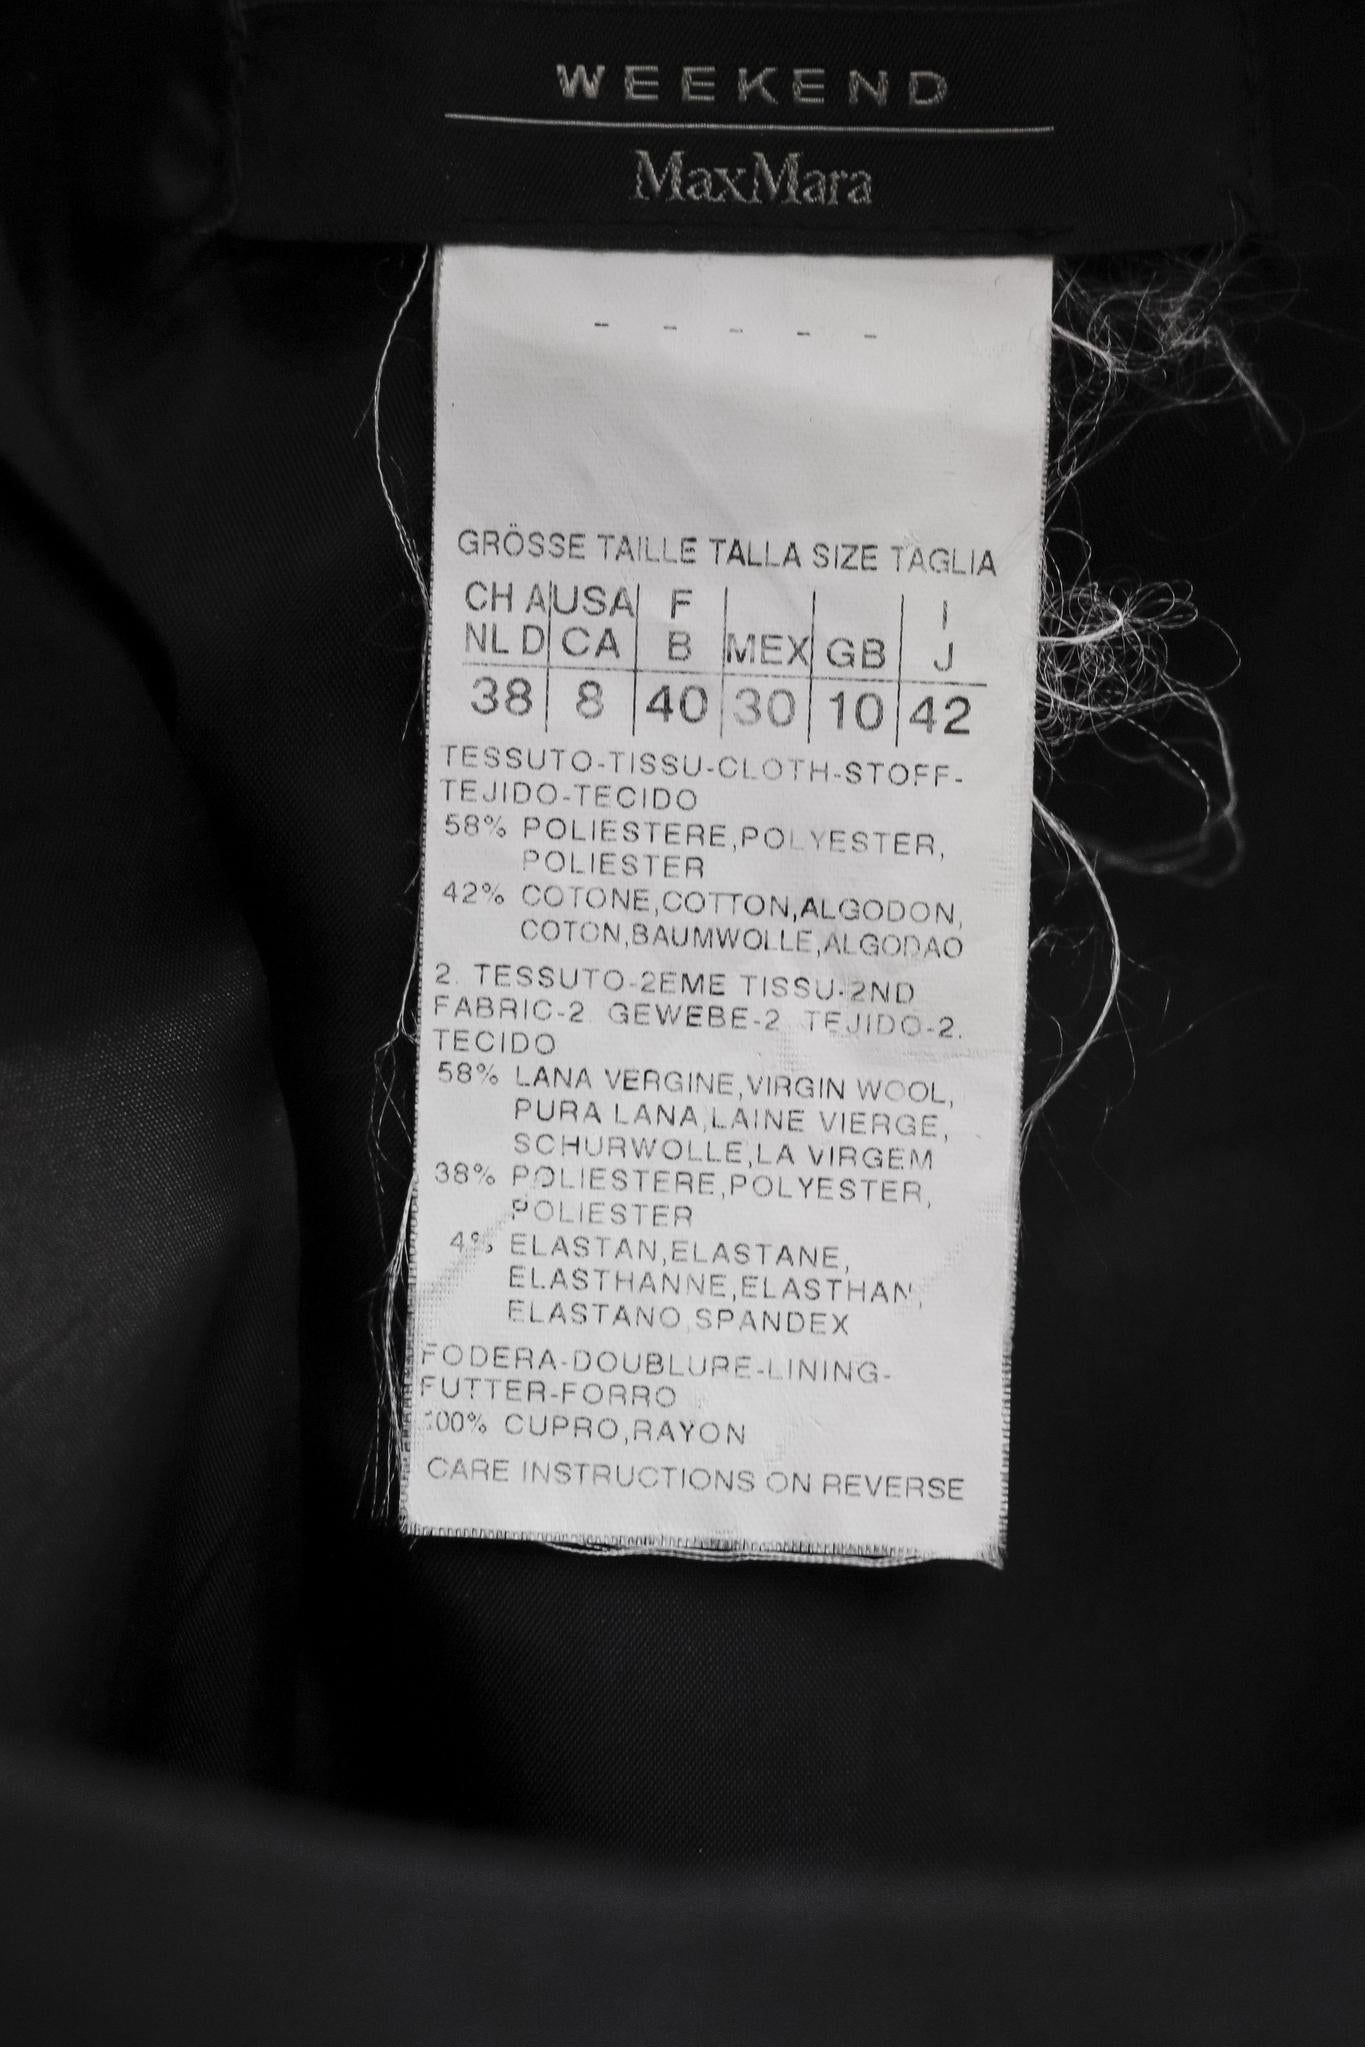 WEEKEND
MaxMara
- - - - -
GRÖSSE TAILLE TALLA SIZE TAGLIA
CH A USA F I
NL D CA B MEX GB J
38 8 40 30 10 42
TESSUTO-TISSU-CLOTH-STOFF-
TEJIDO-TECIDO
58% POLIESTERE,POLYESTER,
POLIESTER
42% COTONE,COTTON,ALGODON,
COTON,BAUMWOLLE,ALGODAO
2. TESSUTO-2EME TISSU-2ND
FABRIC-2. GEWEBE-2. TEJIDO-2.
TECIDO
58% LANA VERGINE,VIRGIN WOOL,
PURA LANA,LAINE VIERGE,
SCHURWOLLE,LA VIRGEM
38% POLIESTERE,POLYESTER,
POLIESTER
4% ELASTAN,ELASTANE,
ELASTHANNE,ELASTHAN,
ELASTANO,SPANDEX
FODERA-DOUBLURE-LINING-
FUTTER-FORRO
100% CUPRO,RAYON
CARE INSTRUCTIONS ON REVERSE